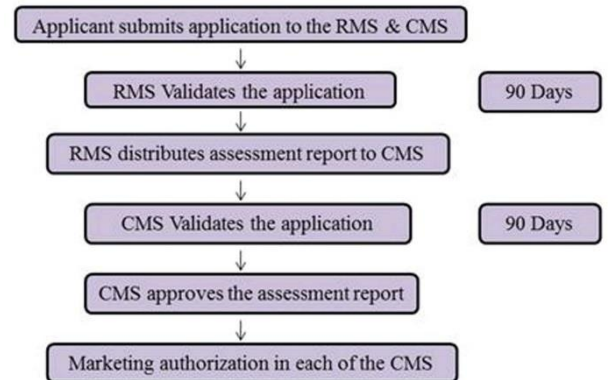 Applicant submits application to the RMS & CMS
RMS Validates the application
90 Days
RMS distributes assessment report to CMS
CMS Validates the application
90 Days
CMS approves the assessment report
Marketing authorization in each of the CMS